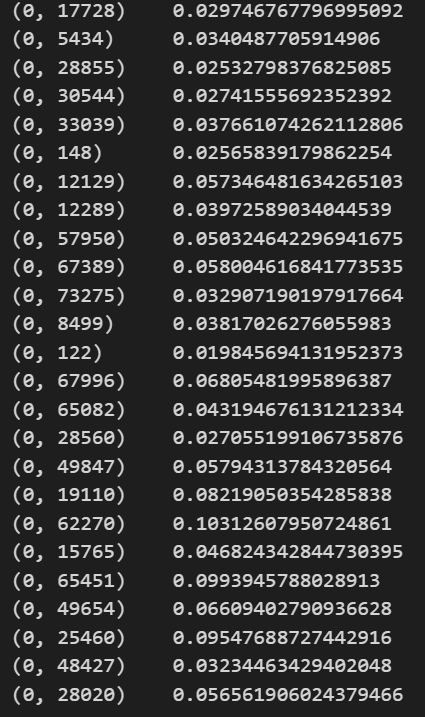 (0, 17728)    0.029746767796995092
(0, 5434)     0.0340487705914906
(0, 28855)    0.02532798376825085
(0, 30544)    0.02741555692352392
(0, 33039)    0.037661074262112806
(0, 148)      0.02565839179862254
(0, 12129)    0.057346481634265103
(0, 12289)    0.03972589034044539
(0, 57950)    0.050324642296941675
(0, 67389)    0.058004616841773535
(0, 73275)    0.032907190197917664
(0, 8499)     0.03817026276055983
(0, 122)      0.019845694131952373
(0, 67996)    0.06805481995896387
(0, 65082)    0.043194676131212334
(0, 28560)    0.027055199106735876
(0, 49847)    0.05794313784320564
(0, 19110)    0.08219050354285838
(0, 62270)    0.10312607950724861
(0, 15765)    0.046824342844730395
(0, 65451)    0.0993945788028913
(0, 49654)    0.06609402790936628
(0, 25460)    0.09547688727442916
(0, 48427)    0.03234463429402048
(0, 28020)    0.056561906024379466